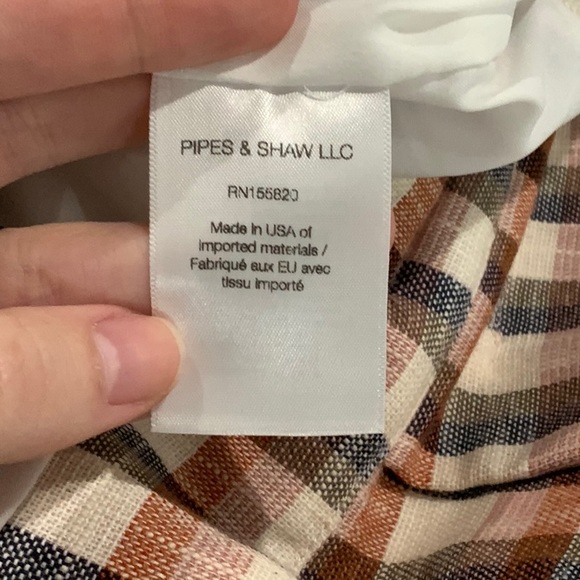 PIPES & SHAW LLC
RN155820
Made in USA of
imported materials /
Fabriqué aux EU avec
tissu importé